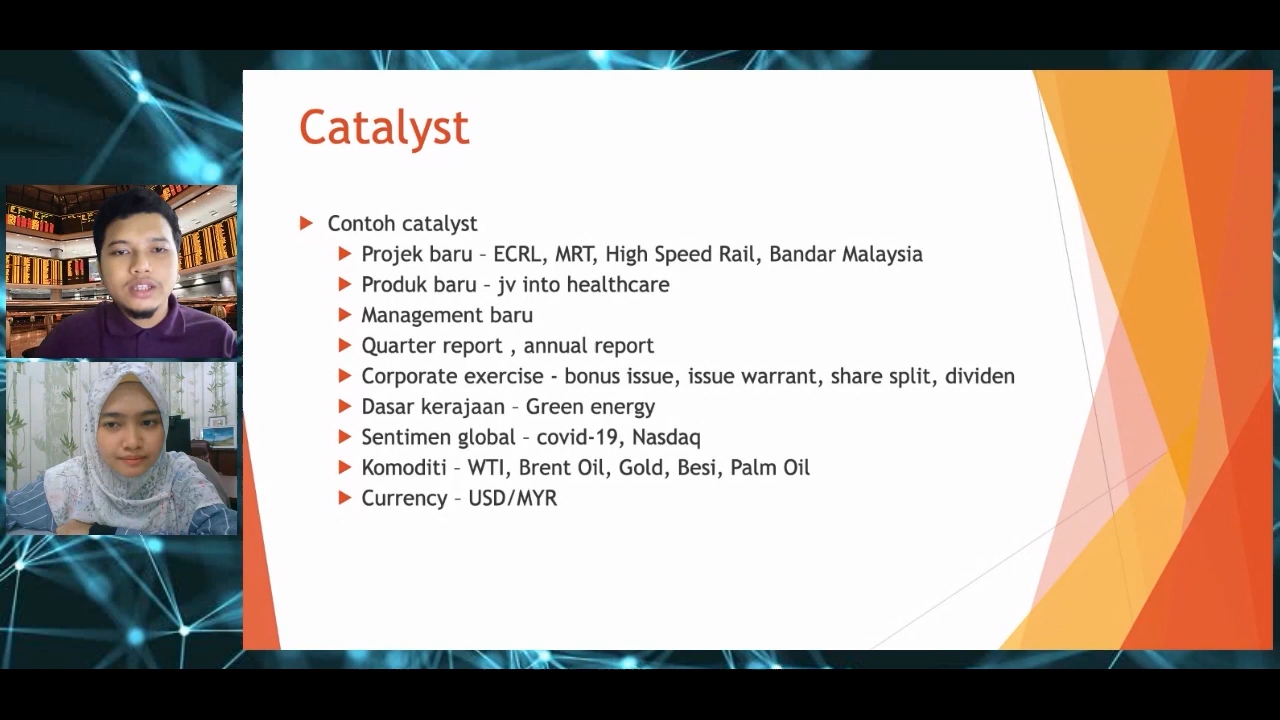 Catalyst
Contoh catalyst
Projek baru – ECRL, MRT, High Speed Rail, Bandar Malaysia
Produk baru – jv into healthcare
Management baru
Quarter report , annual report
Corporate exercise - bonus issue, issue warrant, share split, dividen
Dasar kerajaan – Green energy
Sentimen global – covid-19, Nasdaq
Komoditi – WTI, Brent Oil, Gold, Besi, Palm Oil
Currency – USD/MYR